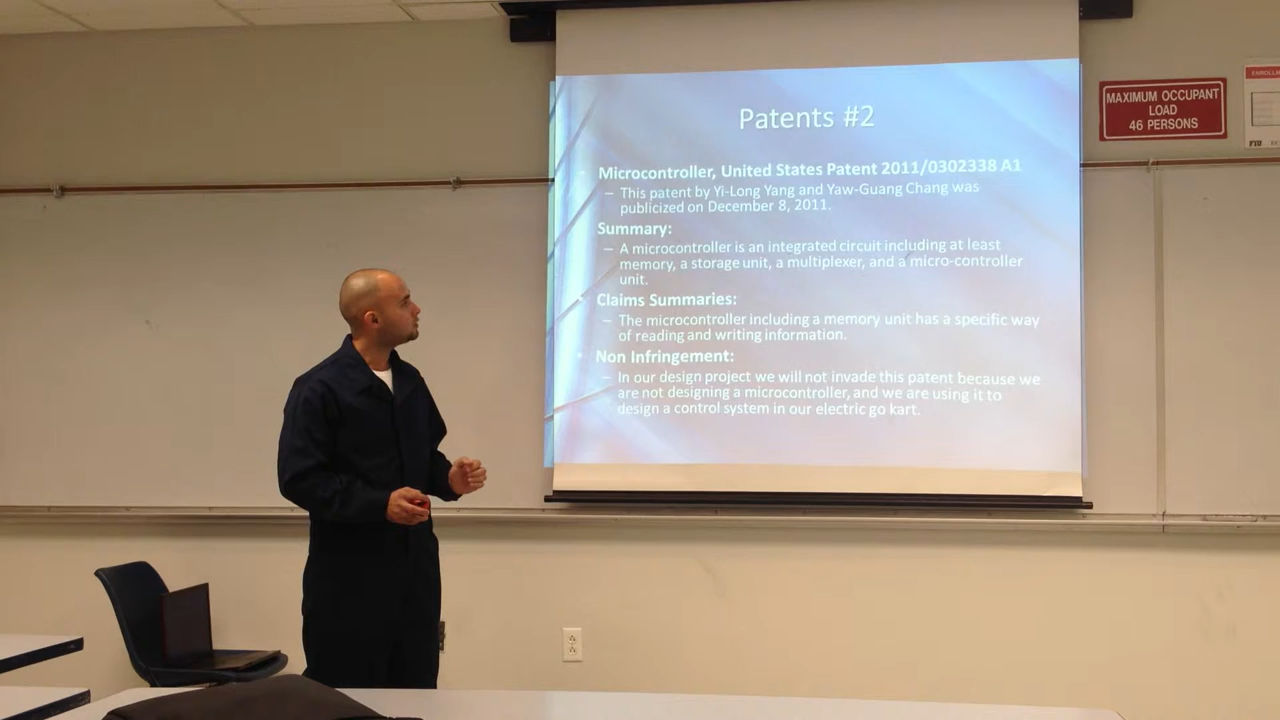 Patents #2
Microcontroller, United States Patent 2011/0302338 A1
– This patent by Yi-Long Yang and Yaw-Guang Chang was
publicized on December 8, 2011.
Summary:
– A microcontroller is an integrated circuit including at least
memory, a storage unit, a multiplexer, and a micro-controller
unit.
Claims Summaries:
– The microcontroller including a memory unit has a specific way
of reading and writing information.
Non Infringement:
– In our design project we will not invade this patent because we
are not designing a microcontroller, and we are using it to
design a control system in our electric go kart.
MAXIMUM OCCUPANT
LOAD
46 PERSONS
FIU